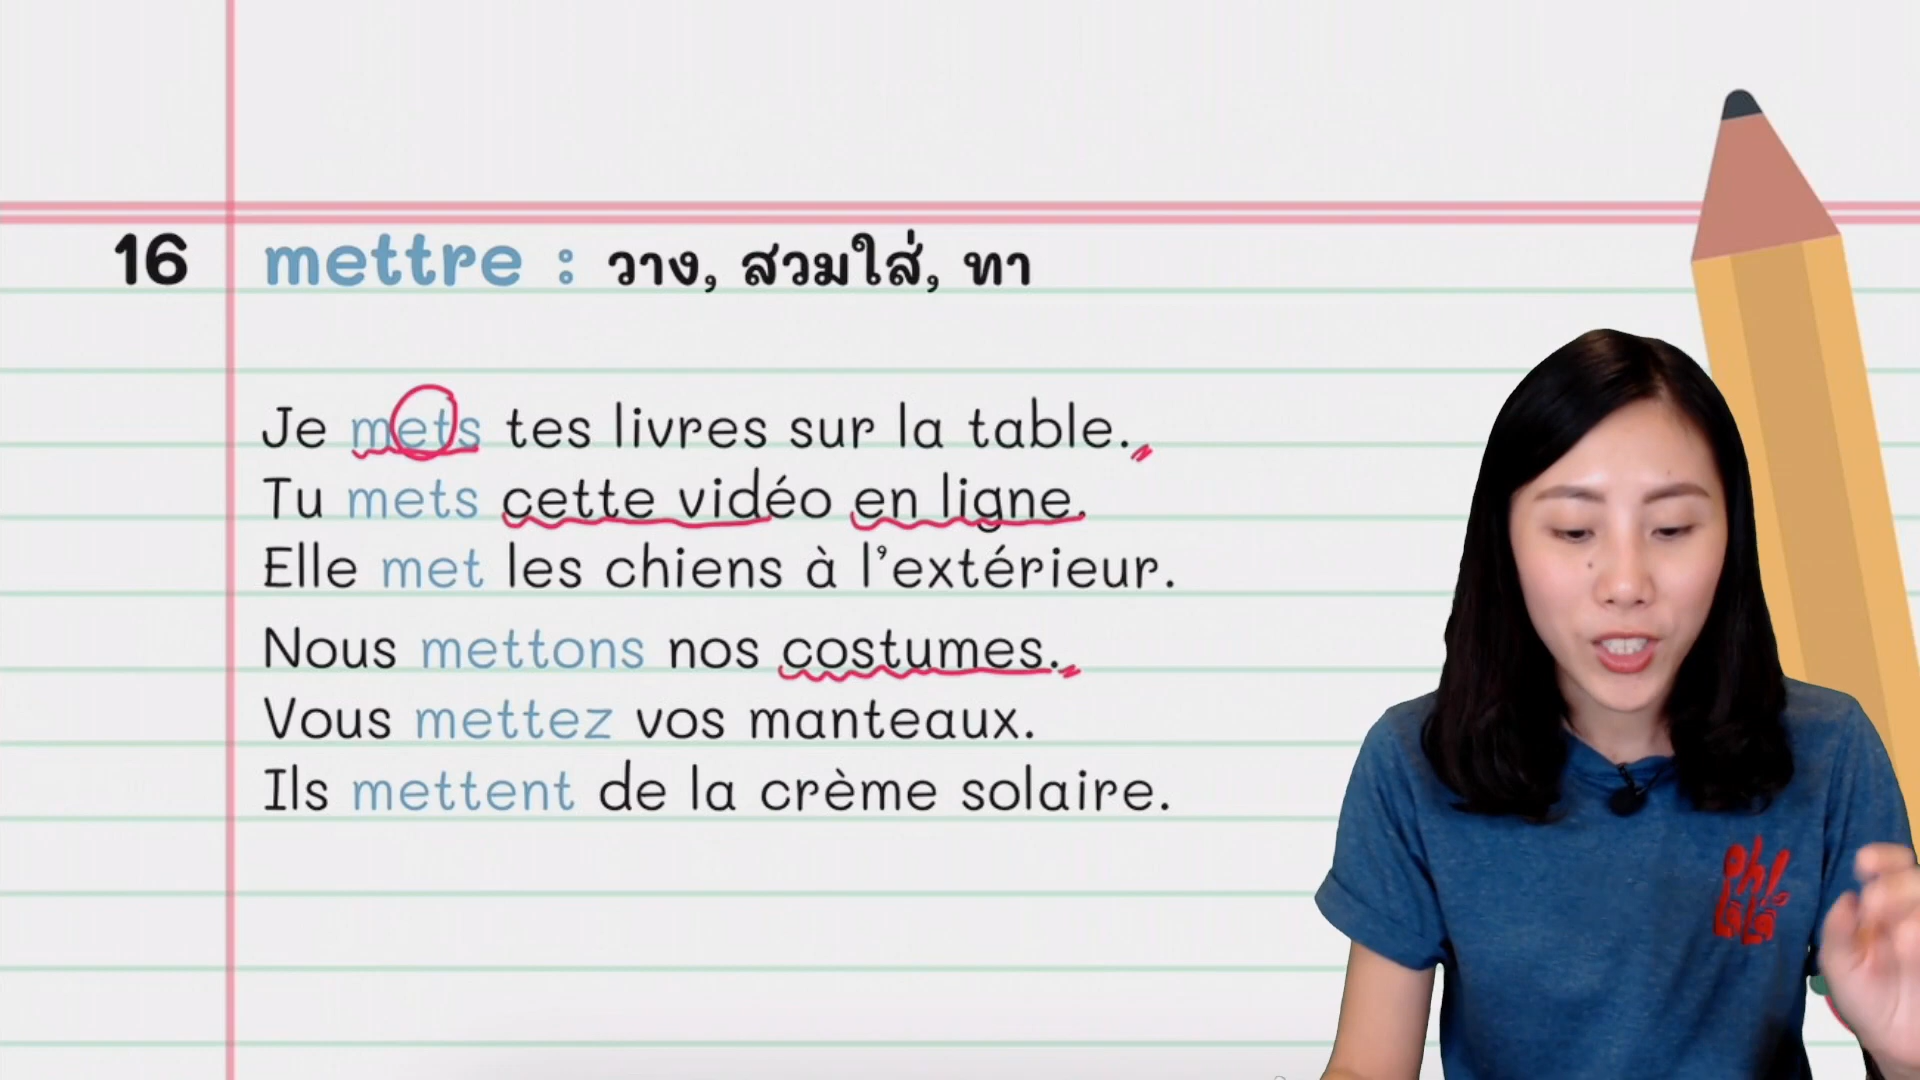 16 mettre : วาง, สวมใส่, ทา
Je mets tes livres sur la table.
Tu mets cette vidéo en ligne.
Elle met les chiens à l'extérieur.
Nous mettons nos costumes.
Vous mettez vos manteaux.
Ils mettent de la crème solaire.
Oh!
LàLà